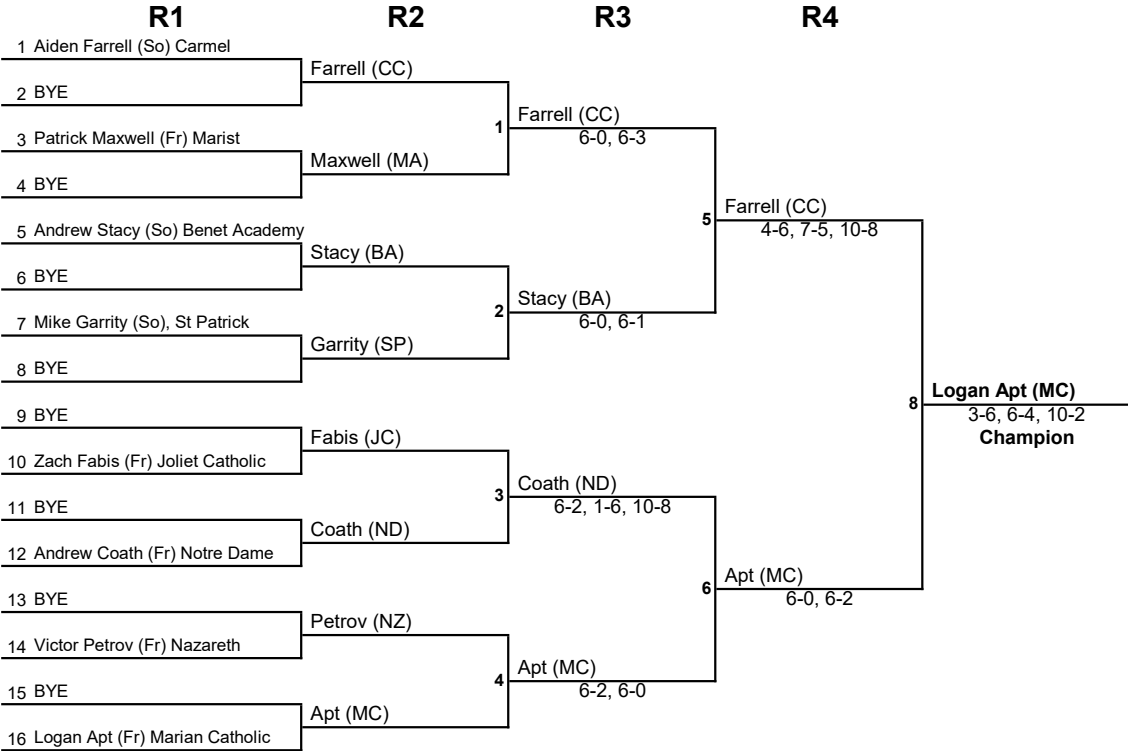 R1 R2 R3 R4
1 Aiden Farrell (So) Carmel
Farrell (CC)
2 BYE
1 Farrell (CC)
6-0, 6-3
3 Patrick Maxwell (Fr) Marist
Maxwell (MA)
4 BYE
5 Farrell (CC)
4-6, 7-5, 10-8
5 Andrew Stacy (So) Benet Academy
Stacy (BA)
6 BYE
2 Stacy (BA)
6-0, 6-1
7 Mike Garrity (So), St Patrick
Garrity (SP)
8 BYE
8 Logan Apt (MC)
3-6, 6-4, 10-2
Champion
9 BYE
Fabis (JC)
10 Zach Fabis (Fr) Joliet Catholic
3 Coath (ND)
6-2, 1-6, 10-8
11 BYE
Coath (ND)
12 Andrew Coath (Fr) Notre Dame
6 Apt (MC)
6-0, 6-2
13 BYE
Petrov (NZ)
14 Victor Petrov (Fr) Nazareth
4 Apt (MC)
6-2, 6-0
15 BYE
Apt (MC)
16 Logan Apt (Fr) Marian Catholic